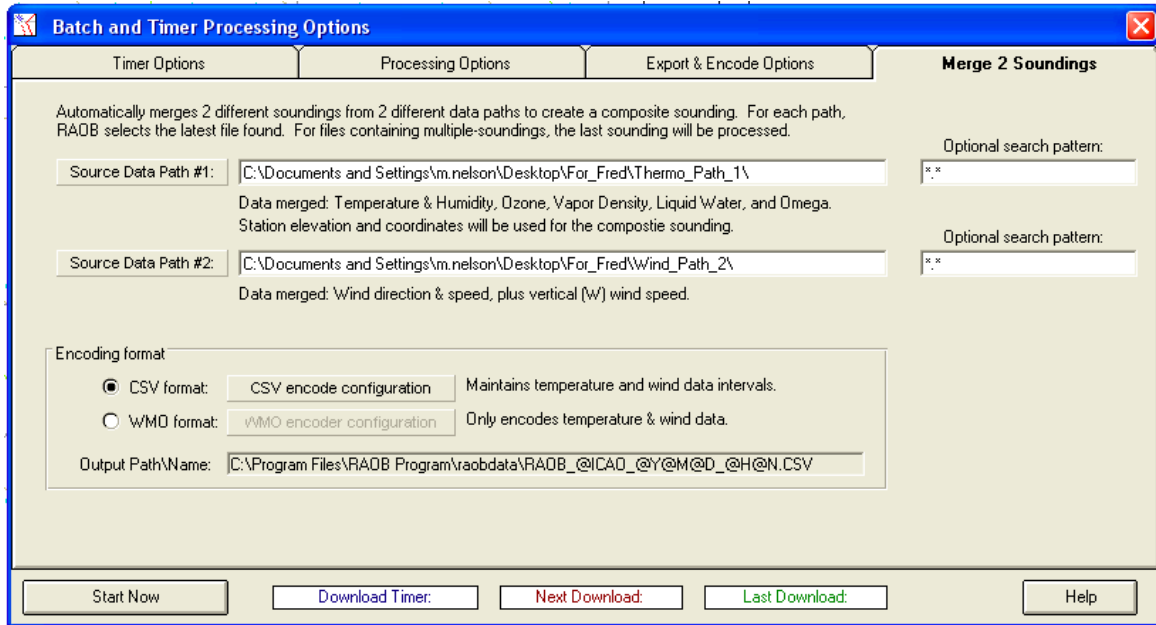 Batch and Timer Processing Options
Timer Options
Processing Options
Export & Encode Options
Merge 2 Soundings
Automatically merges 2 different soundings from 2 different data paths to create a composite sounding. For each path,
RAOB selects the latest file found. For files containing multiple-soundings, the last sounding will be processed.
Optional search pattern:
Source Data Path #1:
C:\Documents and Settings\m.nelson\Desktop\For_Fred\Thermo_Path_1\
*.*
Data merged: Temperature & Humidity, Ozone, Vapor Density, Liquid Water, and Omega.
Station elevation and coordinates will be used for the compostie sounding.
Optional search pattern:
Source Data Path #2:
C:\Documents and Settings\m.nelson\Desktop\For_Fred\Wind_Path_2\
*.*
Data merged: Wind direction & speed, plus vertical (W) wind speed.
Encoding format
CSV format:
CSV encode configuration
Maintains temperature and wind data intervals.
WMO format:
WMO encoder configuration
Only encodes temperature & wind data.
Output Path\Name:
C:\Program Files\RAOB Program\raobdata\RAOB_@ICAO_@Y@M@D_@H@N.CSV
Start Now
Download Timer:
Next Download:
Last Download:
Help